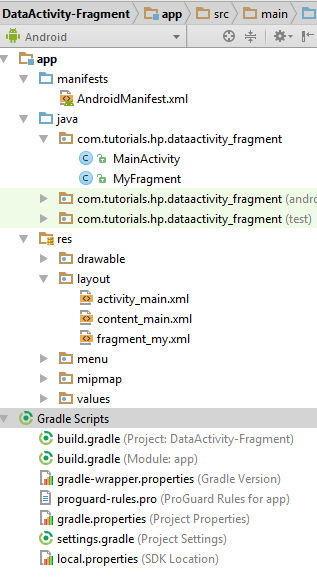 DataActivity-Fragment app src main
Android
app
manifests
AndroidManifest.xml
java
com.tutorials.hp.dataactivity_fragment
MainActivity
MyFragment
com.tutorials.hp.dataactivity_fragment (andro
com.tutorials.hp.dataactivity_fragment (test)
res
drawable
layout
activity_main.xml
content_main.xml
fragment_my.xml
menu
mipmap
values
Gradle Scripts
build.gradle (Project: DataActivity-Fragment)
build.gradle (Module: app)
gradle-wrapper.properties (Gradle Version)
proguard-rules.pro (ProGuard Rules for app)
gradle.properties (Project Properties)
settings.gradle (Project Settings)
local.properties (SDK Location)